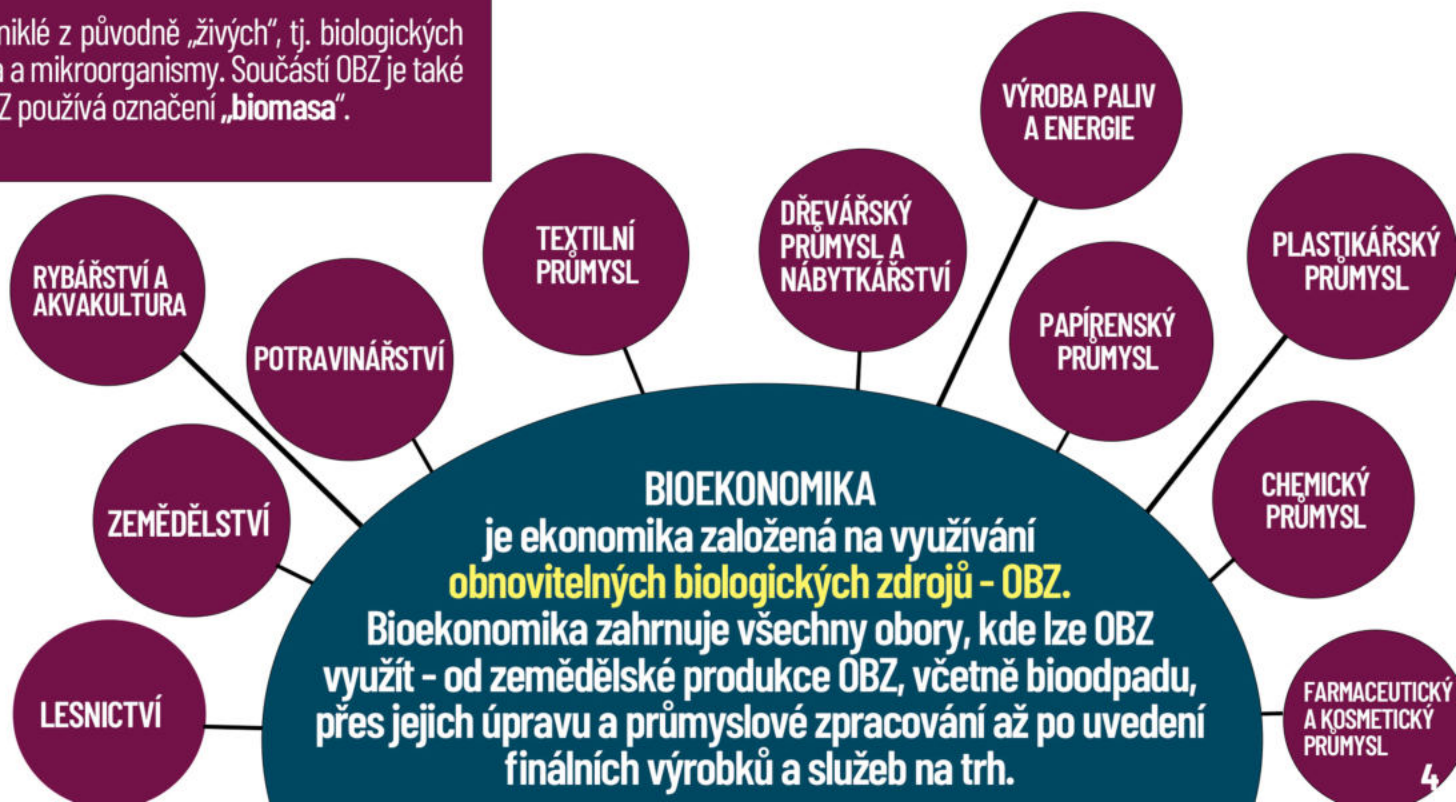 niklé z původně „živých“, tj. biologických
a mikroorganismy. Součástí OBZ je také
Z používá označení „biomasa“.
VÝROBA PALIV
A ENERGIE
TEXTILNÍ
PRŮMYSL
DŘEVÁŘSKÝ
PRŮMYSL A
NÁBYTKÁŘSTVÍ
PLASTIKÁŘSKÝ
PRŮMYSL
RYBÁŘSTVÍ A
AKVAKULTURA
POTRAVINÁŘSTVÍ
PAPÍRENSKÝ
PRŮMYSL
ZEMĚDĚLSTVÍ
CHEMICKÝ
PRŮMYSL
LESNICTVÍ
FARMACEUTICKÝ
A KOSMETICKÝ
PRŮMYSL
BIOEKONOMIKA
je ekonomika založená na využívání
obnovitelných biologických zdrojů - OBZ.
Bioekonomika zahrnuje všechny obory, kde lze OBZ
využít - od zemědělské produkce OBZ, včetně bioodpadu,
přes jejich úpravu a průmyslové zpracování až po uvedení
finálních výrobků a služeb na trh.
4